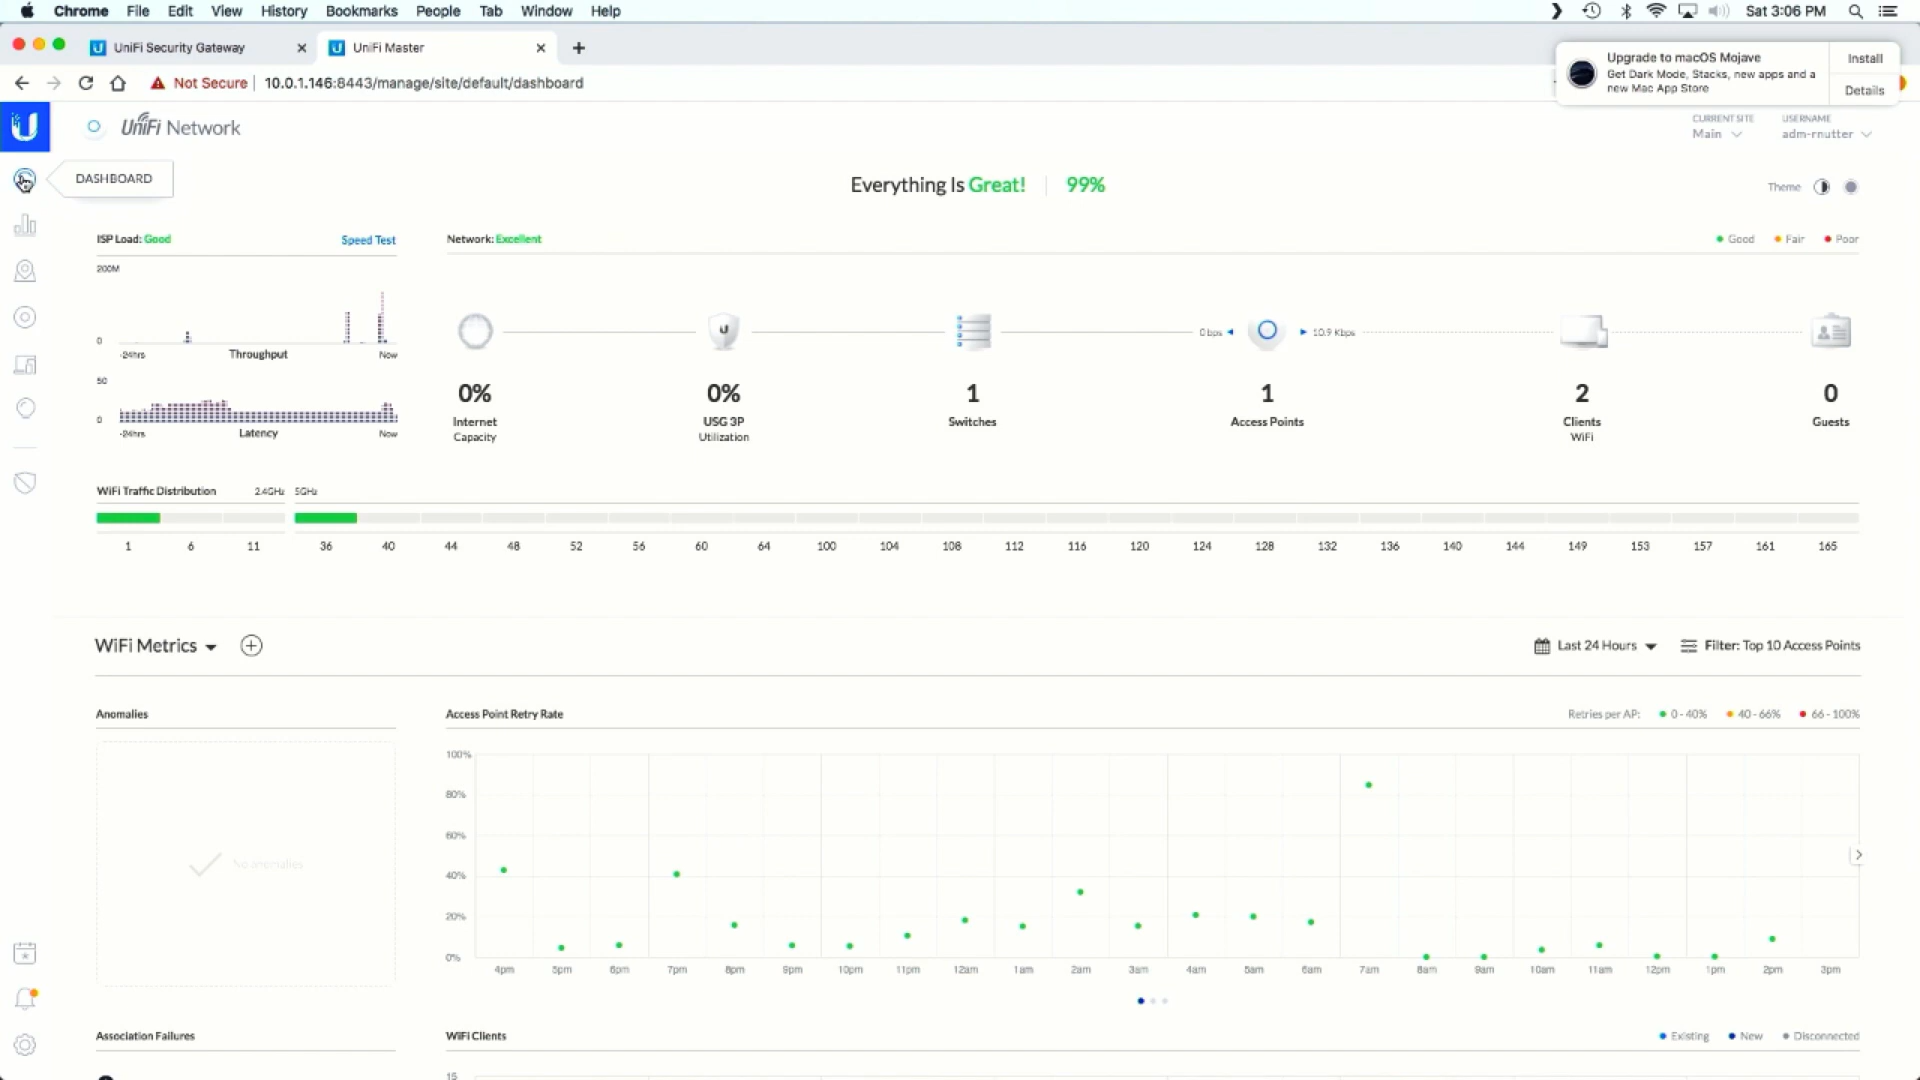 Chrome File Edit View History Bookmarks People Tab Window Help
Sat 3:06 PM
UniFi Security Gateway
UniFi Master
Upgrade to macOS Mojave
Get Dark Mode, Stacks, new apps and a
new Mac App Store
Install
Details
Not Secure 10.0.1.146:8443/manage/site/default/dashboard
UniFi Network
CURRENT SITE
Main
USERNAME
adm-rnutter
DASHBOARD
Everything Is Great! 99%
Theme
ISP Load: Good
Speed Test
Network: Excellent
Good Fair Poor
200M
0
-24hrs Throughput Now
50
0
-24hrs Latency Now
0 bps 10.9 Kbps
0%
Internet
Capacity
0%
USG 3P
Utilization
1
Switches
1
Access Points
2
Clients
WiFi
0
Guests
WiFi Traffic Distribution 2.4GHz 5GHz
1 6 11 36 40 44 48 52 56 60 64 100 104 108 112 116 120 124 128 132 136 140 144 149 153 157 161 165
WiFi Metrics
Last 24 Hours
Filter: Top 10 Access Points
Anomalies
No anomalies
Access Point Retry Rate
Retries per AP: 0 - 40% 40 - 66% 66 - 100%
100%
80%
60%
40%
20%
0%
4pm 5pm 6pm 7pm 8pm 9pm 10pm 11pm 12am 1am 2am 3am 4am 5am 6am 7am 8am 9am 10am 11am 12pm 1pm 2pm 3pm
Association Failures
WiFi Clients
Existing New Disconnected
15